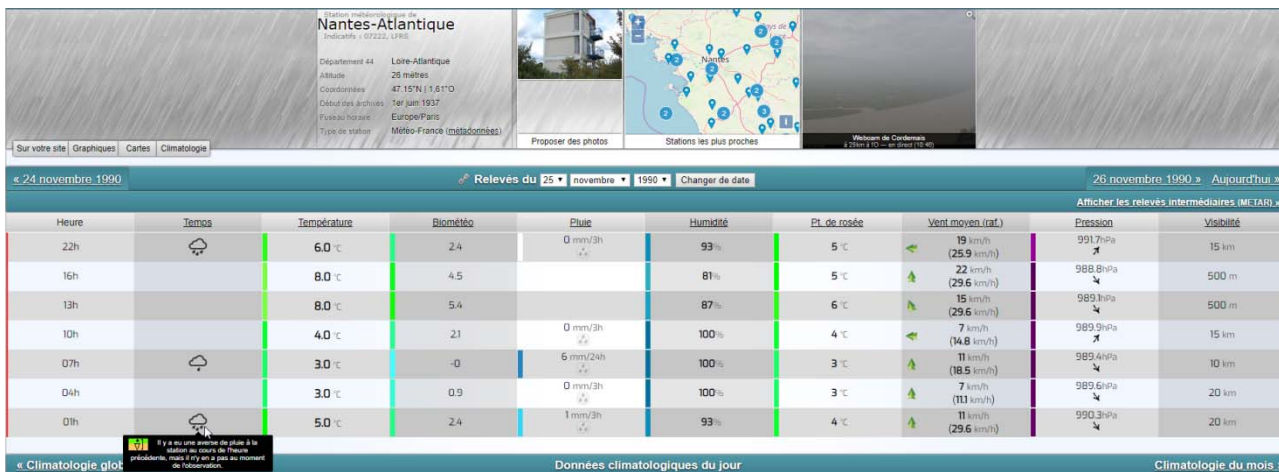 Station météorologique de
Nantes-Atlantique
Indicatifs : 07222, LFRS
Département 44 Loire-Atlantique
Altitude 26 mètres
Coordonnées 47.15°N | 1.61°O
Début des archives 1er juin 1937
Fuseau horaire Europe/Paris
Type de station Météo-France (métadonnées)
Proposer des photos
Nantes
Stations les plus proches
Webcam de Cordemais
à 25km à l'O — en direct (10:46)
Sur votre site Graphiques Cartes Climatologie
« 24 novembre 1990 Relevés du 25 novembre 1990 Changer de date 26 novembre 1990 » Aujourd'hui »
Afficher les relevés intermédiaires (METAR) »
Heure Temps Température Biométéo Pluie Humidité Pt. de rosée Vent moyen (raf.) Pression Visibilité
22h 6.0 °C 2.4 0 mm/3h 93% 5 °C 19 km/h (25.9 km/h) 991.7hPa 15 km
16h 8.0 °C 4.5 81% 5 °C 22 km/h (29.6 km/h) 988.8hPa 500 m
13h 8.0 °C 5.4 87% 6 °C 15 km/h (29.6 km/h) 989.1hPa 500 m
10h 4.0 °C 2.1 0 mm/3h 100% 4 °C 7 km/h (14.8 km/h) 989.9hPa 15 km
07h 3.0 °C -0 6 mm/24h 100% 3 °C 11 km/h (18.5 km/h) 989.4hPa 10 km
04h 3.0 °C 0.9 0 mm/3h 100% 3 °C 7 km/h (11.1 km/h) 989.6hPa 20 km
01h 5.0 °C 2.4 1 mm/3h 93% 4 °C 11 km/h (29.6 km/h) 990.3hPa 20 km
Il y a eu une averse de pluie à la
station au cours de l'heure
précédente, mais il n'y en a pas au moment
de l'observation.
« Climatologie glob Données climatologiques du jour Climatologie du mois